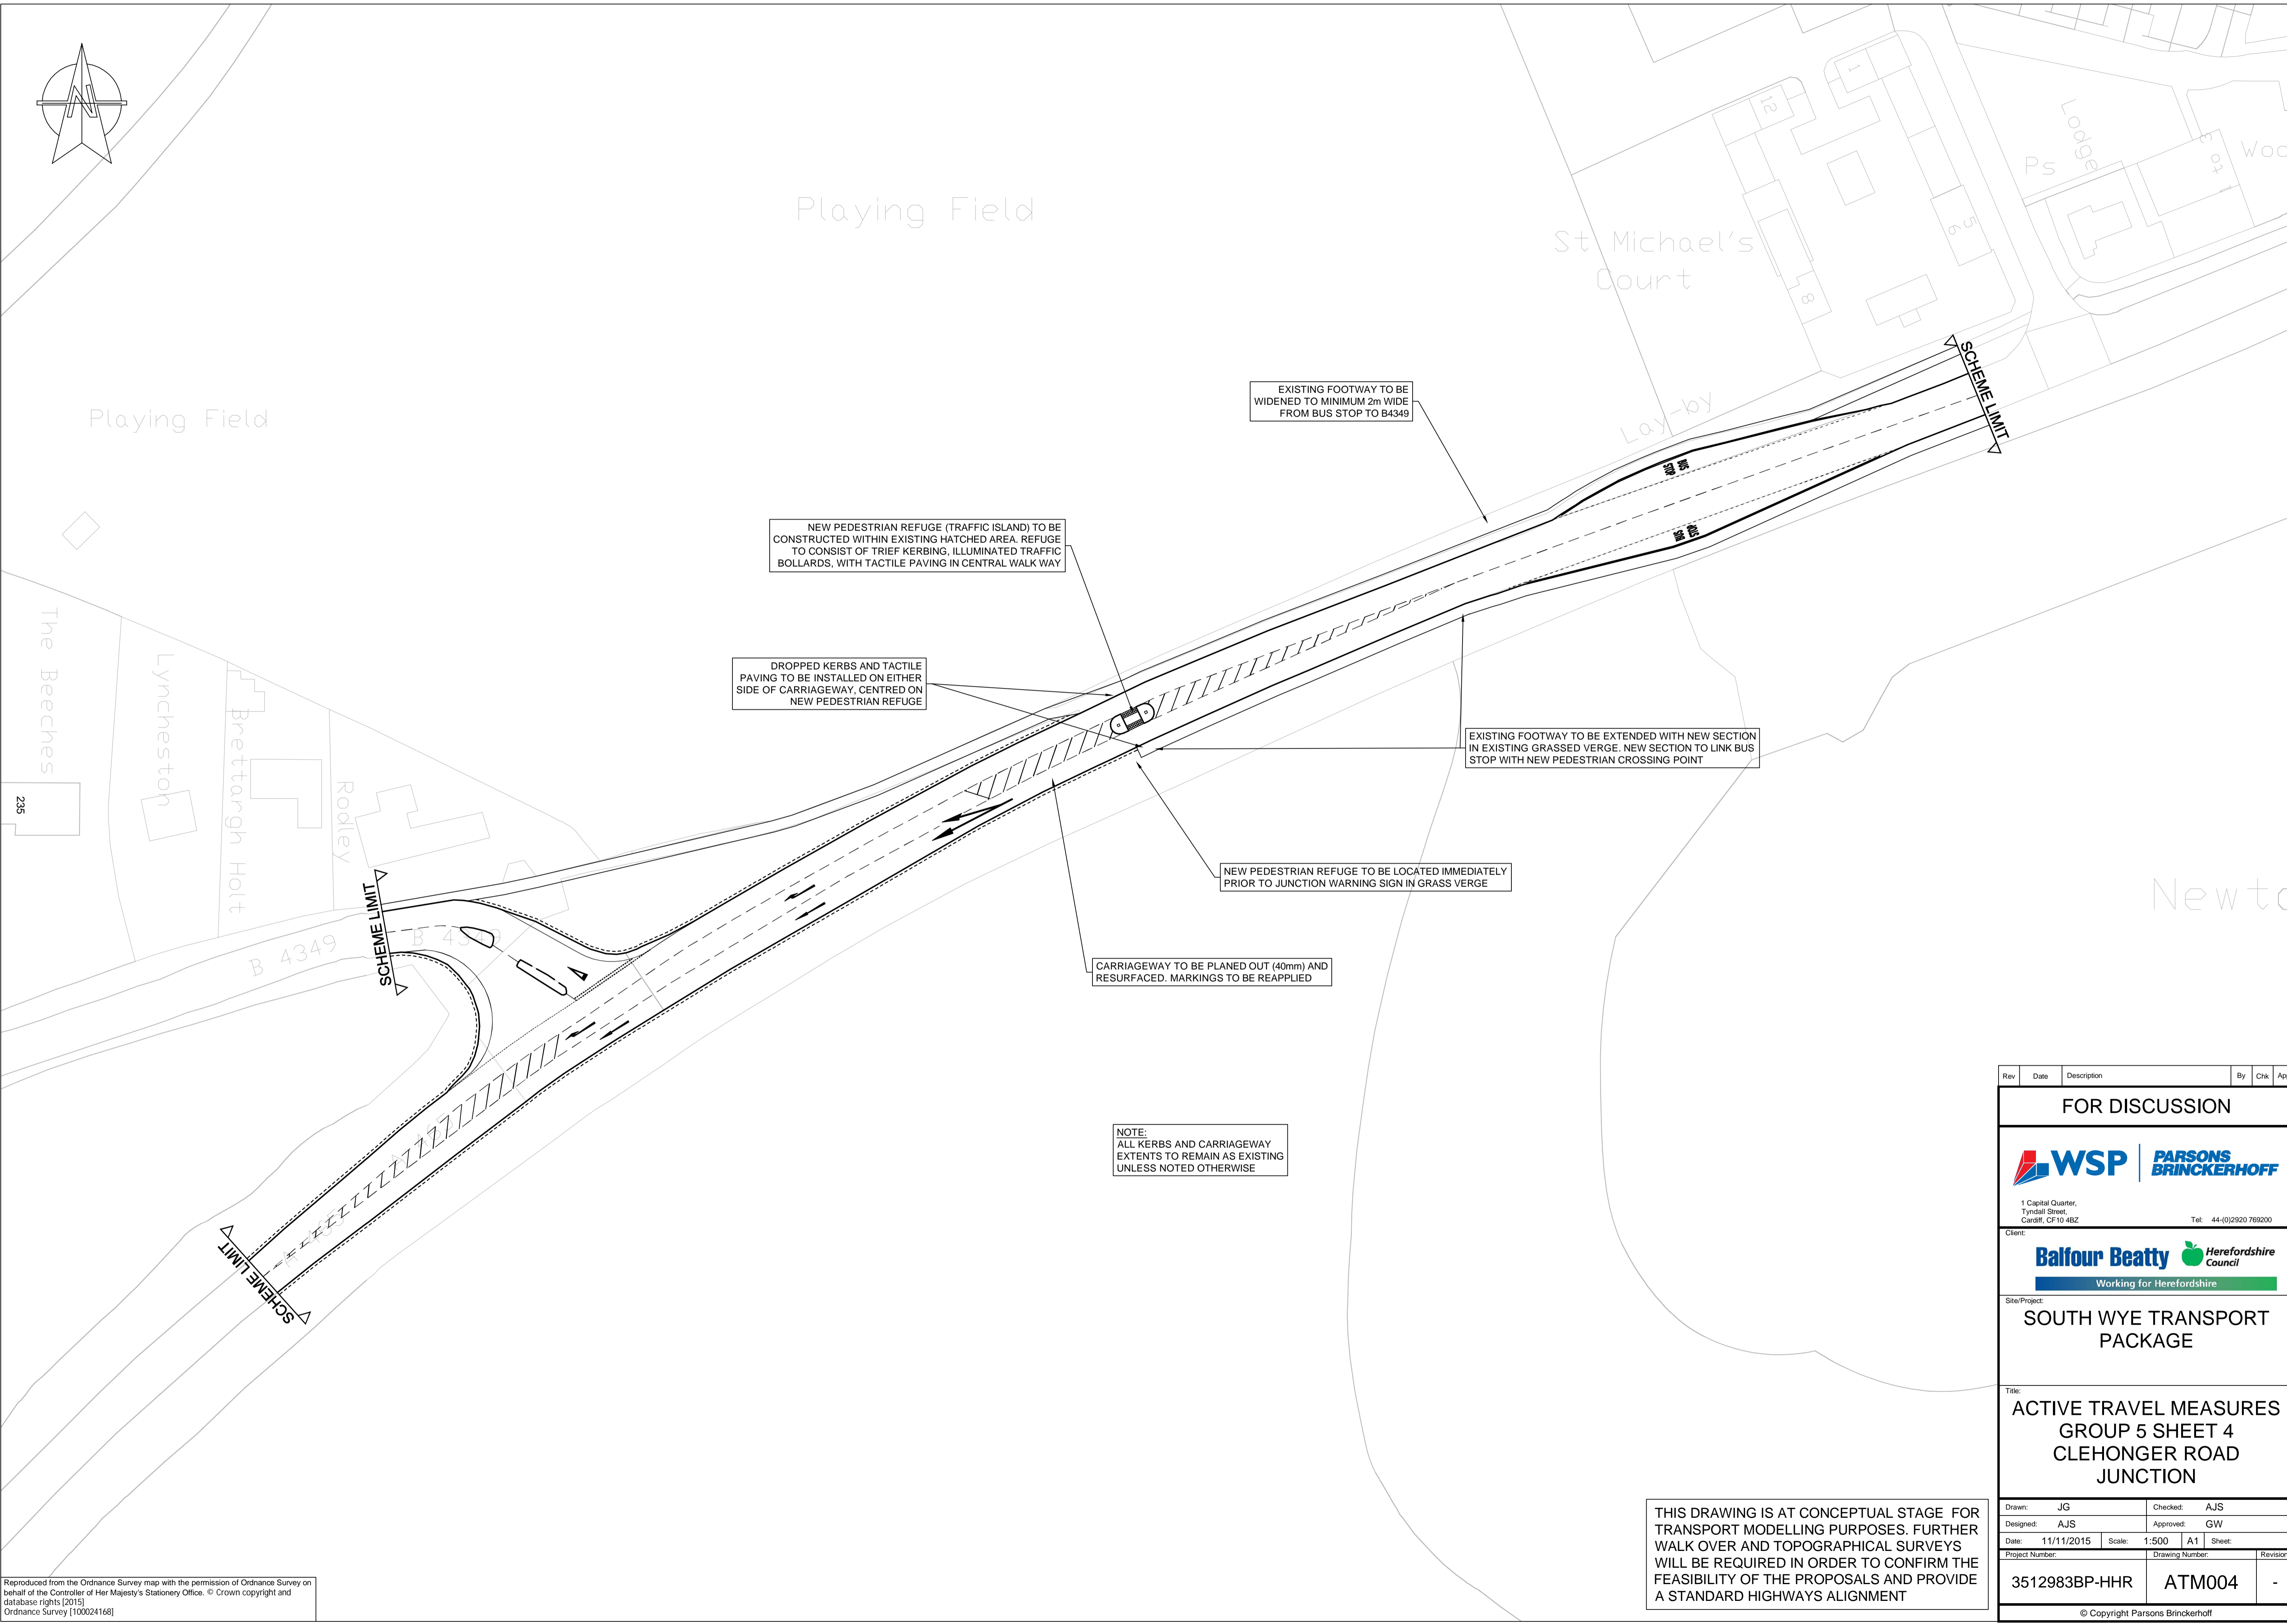 Playing Field
Playing Field
St Michael's
Court
12
1
5
6
8
Lodge
Ps
Lay-by
SCHEME LIMIT
BUS
STOP
BUS
STOP
EXISTING FOOTWAY TO BE
WIDENED TO MINIMUM 2m WIDE
FROM BUS STOP TO B4349
NEW PEDESTRIAN REFUGE (TRAFFIC ISLAND) TO BE
CONSTRUCTED WITHIN EXISTING HATCHED AREA. REFUGE
TO CONSIST OF TRIEF KERBING, ILLUMINATED TRAFFIC
BOLLARDS, WITH TACTILE PAVING IN CENTRAL WALK WAY
DROPPED KERBS AND TACTILE
PAVING TO BE INSTALLED ON EITHER
SIDE OF CARRIAGEWAY, CENTRED ON
NEW PEDESTRIAN REFUGE
EXISTING FOOTWAY TO BE EXTENDED WITH NEW SECTION
IN EXISTING GRASSED VERGE. NEW SECTION TO LINK BUS
STOP WITH NEW PEDESTRIAN CROSSING POINT
NEW PEDESTRIAN REFUGE TO BE LOCATED IMMEDIATELY
PRIOR TO JUNCTION WARNING SIGN IN GRASS VERGE
CARRIAGEWAY TO BE PLANED OUT (40mm) AND
RESURFACED. MARKINGS TO BE REAPPLIED
The Beeches
Lyncheston
Brettargh Holt
Rodley
235
SCHEME LIMIT
B 4349
B 4349
SCHEME LIMIT
NOTE:
ALL KERBS AND CARRIAGEWAY
EXTENTS TO REMAIN AS EXISTING
UNLESS NOTED OTHERWISE
Rev Date Description By Chk
FOR DISCUSSION
WSP PARSONS
BRINCKERHOFF
1 Capital Quarter,
Tyndall Street,
Cardiff, CF10 4BZ Tel: 44-(0)2920 769200
Client:
Balfour Beatty Herefordshire
Council
Working for Herefordshire
Site/Project:
SOUTH WYE TRANSPORT
PACKAGE
Title:
ACTIVE TRAVEL MEASURES
GROUP 5 SHEET 4
CLEHONGER ROAD
JUNCTION
Drawn: JG Checked: AJS
Designed: AJS Approved: GW
Date: 11/11/2015 Scale: 1:500 A1 Sheet:
Project Number: Drawing Number: Revision
3512983BP-HHR ATM004 -
© Copyright Parsons Brinckerhoff
THIS DRAWING IS AT CONCEPTUAL STAGE FOR
TRANSPORT MODELLING PURPOSES. FURTHER
WALK OVER AND TOPOGRAPHICAL SURVEYS
WILL BE REQUIRED IN ORDER TO CONFIRM THE
FEASIBILITY OF THE PROPOSALS AND PROVIDE
A STANDARD HIGHWAYS ALIGNMENT
Reproduced from the Ordnance Survey map with the permission of Ordnance Survey on
behalf of the Controller of Her Majesty's Stationery Office. © Crown copyright and
database rights [2015]
Ordnance Survey [100024168]